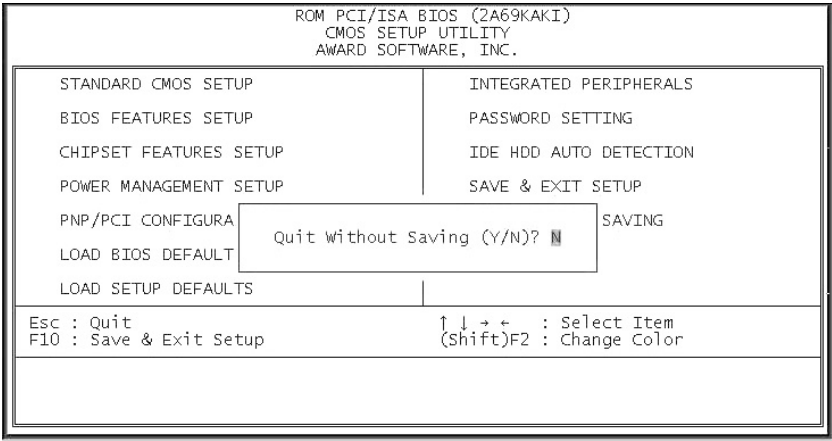 ROM PCI/ISA BIOS (2A69KAKI)
CMOS SETUP UTILITY
AWARD SOFTWARE, INC.
STANDARD CMOS SETUP
BIOS FEATURES SETUP
CHIPSET FEATURES SETUP
POWER MANAGEMENT SETUP
PNP/PCI CONFIGURA
LOAD BIOS DEFAULT
LOAD SETUP DEFAULTS
INTEGRATED PERIPHERALS
PASSWORD SETTING
IDE HDD AUTO DETECTION
SAVE & EXIT SETUP
SAVING
Quit Without Saving (Y/N)? N
Esc : Quit
F10 : Save & Exit Setup
↑ ↓ → ← : Select Item
(Shift)F2 : Change Color